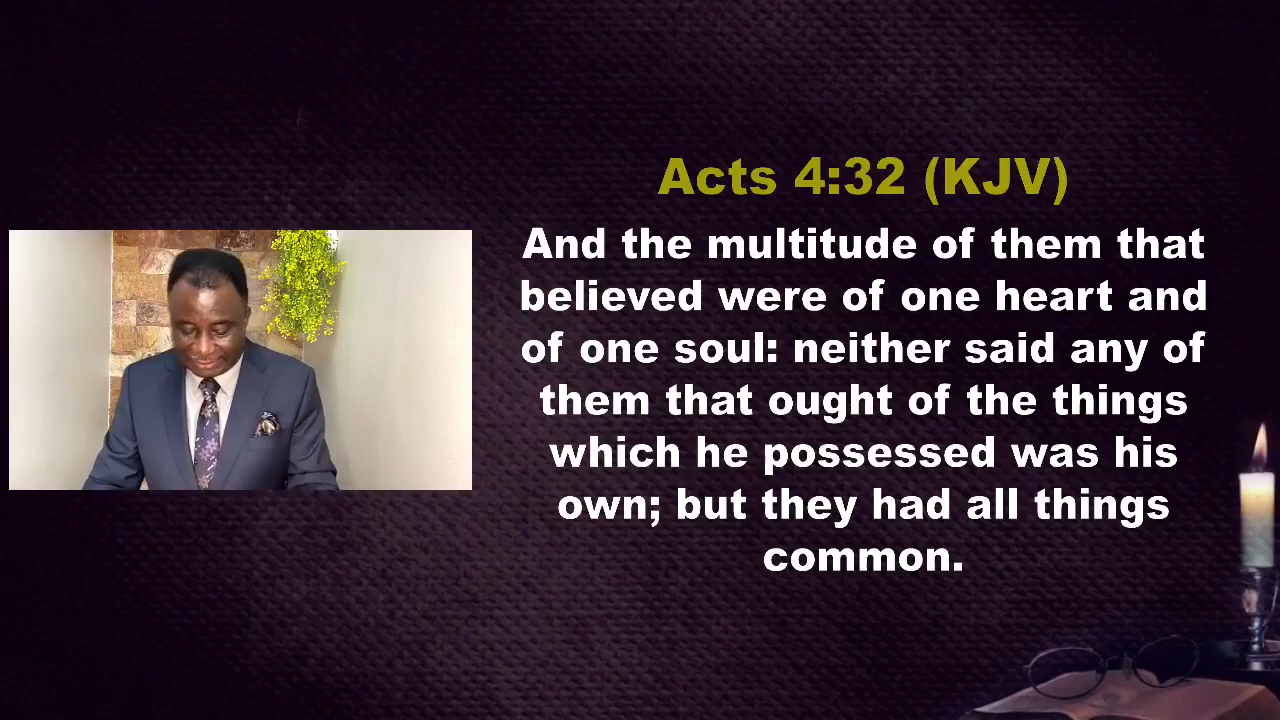 Acts 4:32 (KJV)
And the multitude of them that
believed were of one heart and
of one soul: neither said any of
them that ought of the things
which he possessed was his
own; but they had all things
common.